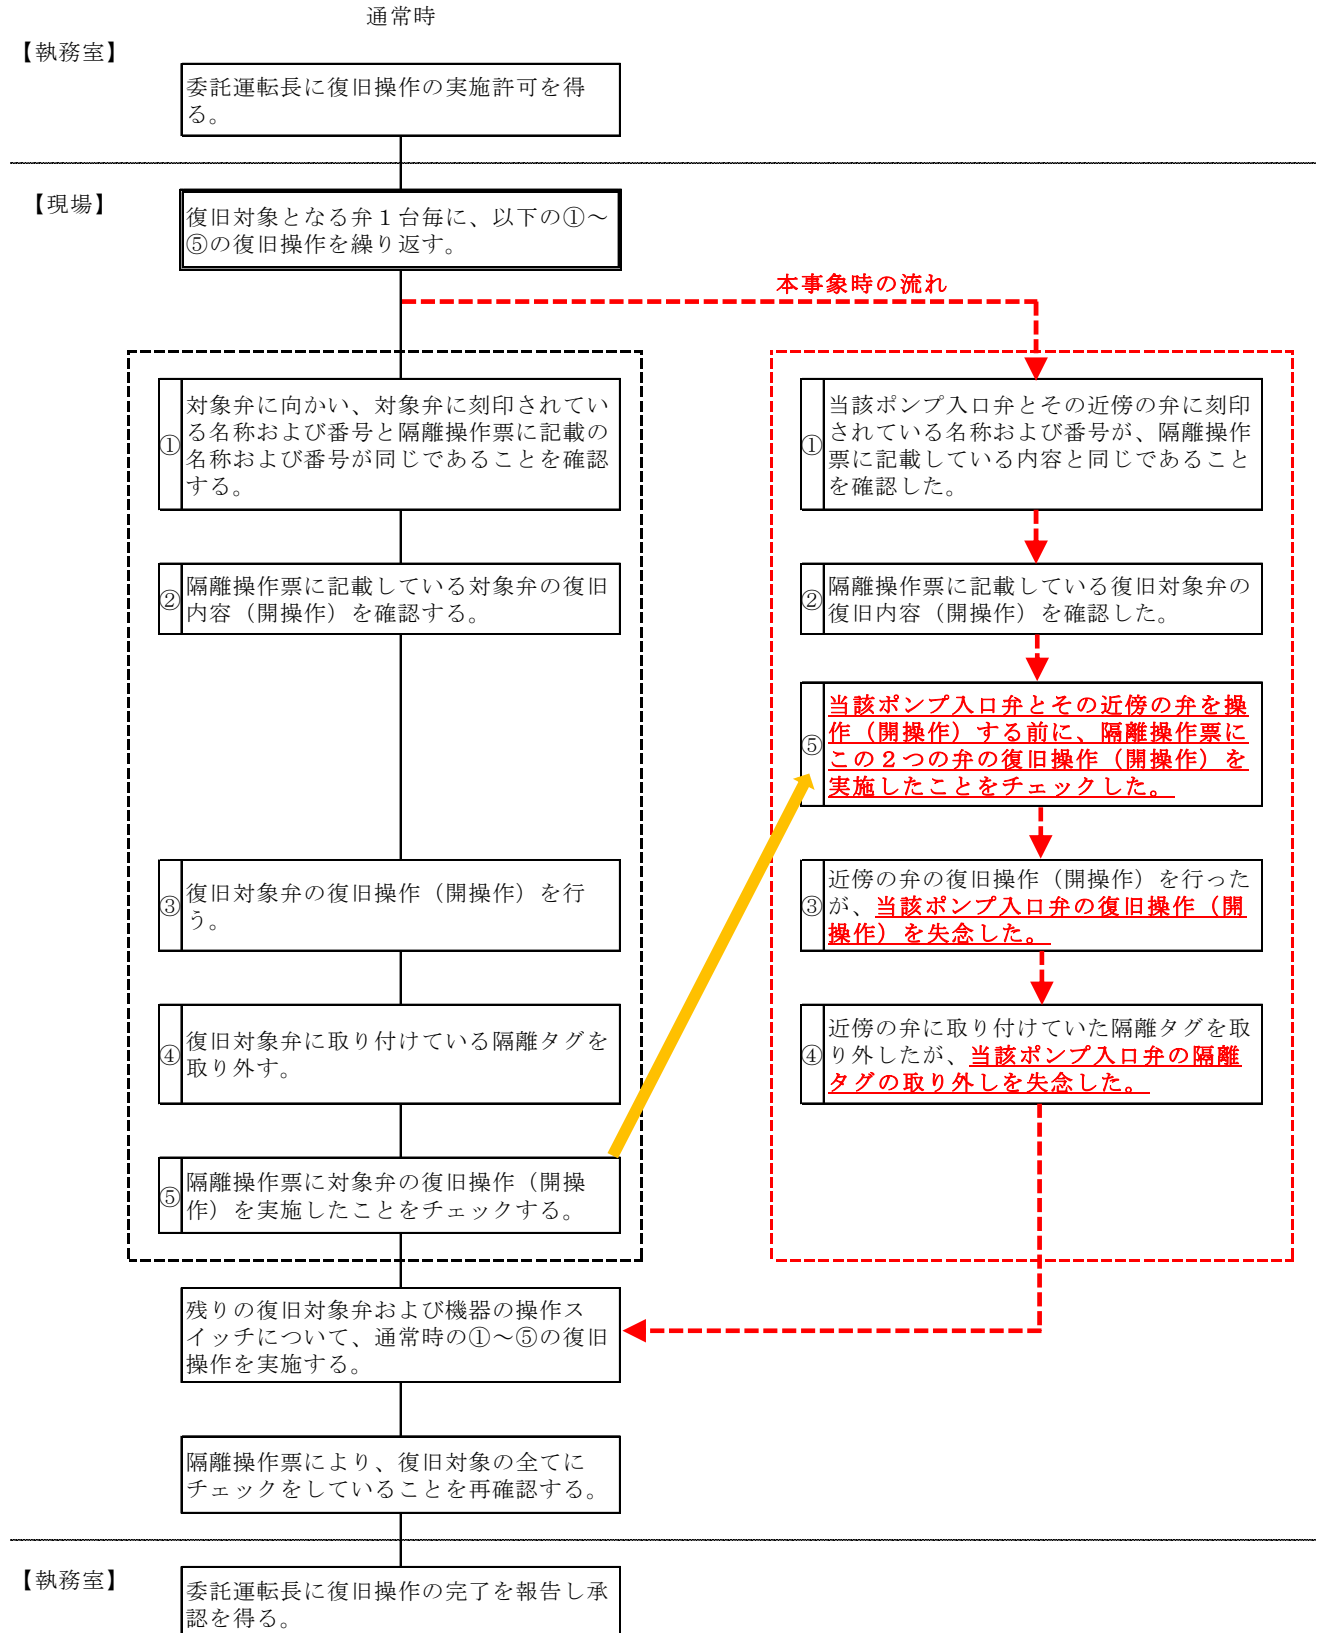 通常時
【執務室】
委託運転長に復旧操作の実施許可を得
る。
【現場】
復旧対象となる弁１台毎に、以下の①～
⑤の復旧操作を繰り返す。
本事象時の流れ
①
対象弁に向かい、対象弁に刻印されてい
る名称および番号と隔離操作票に記載の
名称および番号が同じであることを確認
する。
②
隔離操作票に記載している対象弁の復旧
内容（開操作）を確認する。
③
復旧対象弁の復旧操作（開操作）を行
う。
④
復旧対象弁に取り付けている隔離タグを
取り外す。
⑤
隔離操作票に対象弁の復旧操作（開操
作）を実施したことをチェックする。
①
当該ポンプ入口弁とその近傍の弁に刻印
されている名称および番号が、隔離操作
票に記載している内容と同じであること
を確認した。
②
隔離操作票に記載している復旧対象弁の
復旧内容（開操作）を確認した。
⑤
当該ポンプ入口弁とその近傍の弁を操
作（開操作）する前に、隔離操作票に
この２つの弁の復旧操作（開操作）を
実施したことをチェックした。
③
近傍の弁の復旧操作（開操作）を行った
が、当該ポンプ入口弁の復旧操作（開
操作）を失念した。
④
近傍の弁に取り付けていた隔離タグを取
り外したが、当該ポンプ入口弁の隔離
タグの取り外しを失念した。
残りの復旧対象弁および機器の操作ス
イッチについて、通常時の①～⑤の復旧
操作を実施する。
隔離操作票により、復旧対象の全てに
チェックをしていることを再確認する。
【執務室】
委託運転長に復旧操作の完了を報告し承
認を得る。